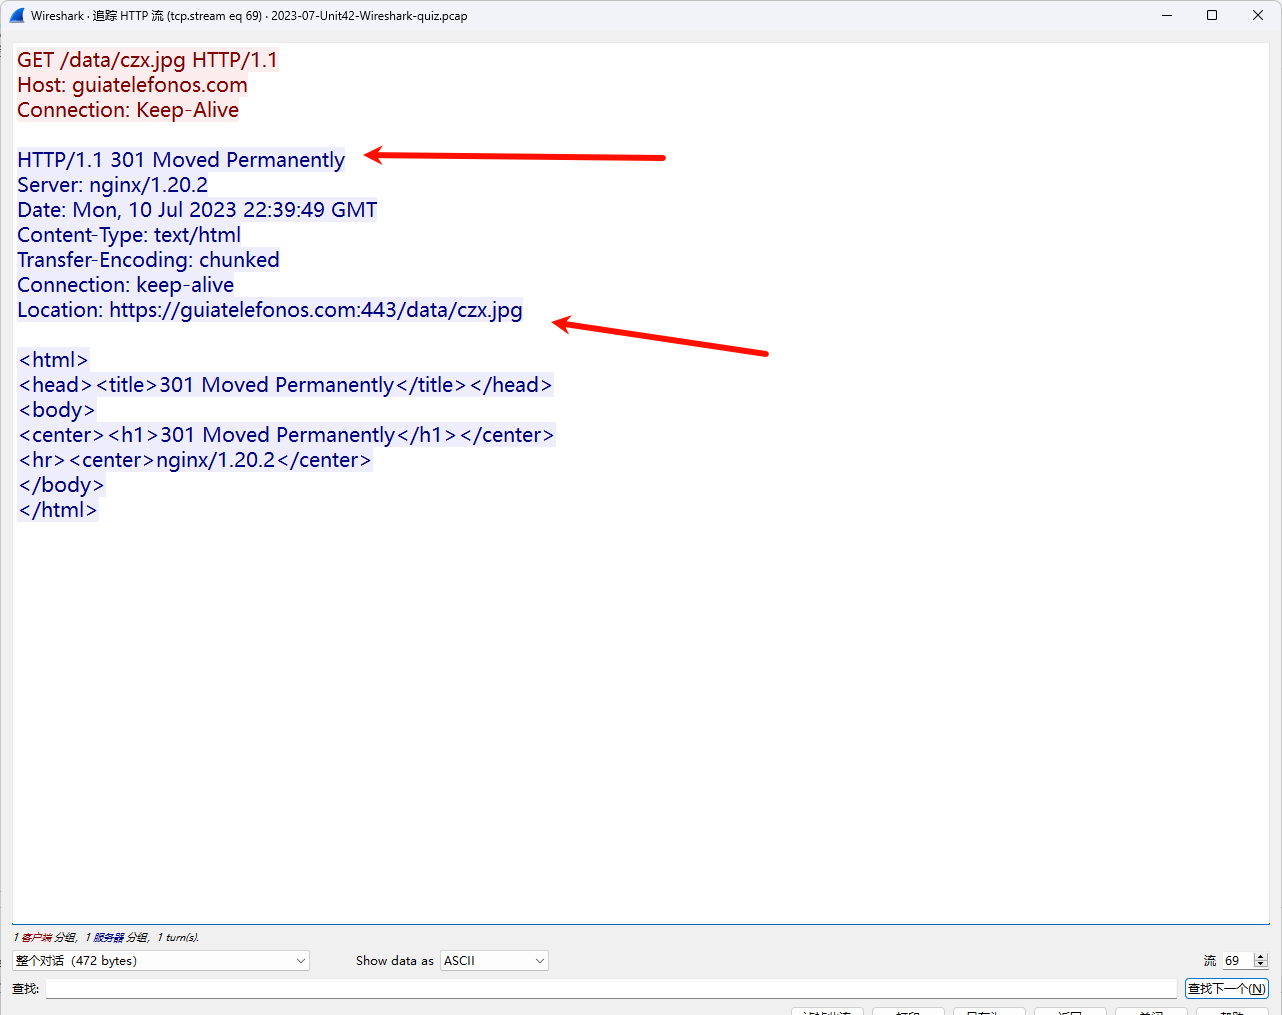 Wireshark · 追踪 HTTP 流 (tcp.stream eq 69) · 2023-07-Unit42-Wireshark-quiz.pcap
GET /data/czx.jpg HTTP/1.1
Host: guiatelefonos.com
Connection: Keep-Alive
HTTP/1.1 301 Moved Permanently
Server: nginx/1.20.2
Date: Mon, 10 Jul 2023 22:39:49 GMT
Content-Type: text/html
Transfer-Encoding: chunked
Connection: keep-alive
Location: https://guiatelefonos.com:443/data/czx.jpg
<html>
<head><title>301 Moved Permanently</title></head>
<body>
<center><h1>301 Moved Permanently</h1></center>
<hr><center>nginx/1.20.2</center>
</body>
</html>
1 客户端 分组, 1 服务器 分组, 1 turn(s).
整个对话 (472 bytes) Show data as ASCII 流 69
查找: 查找下一个(N)